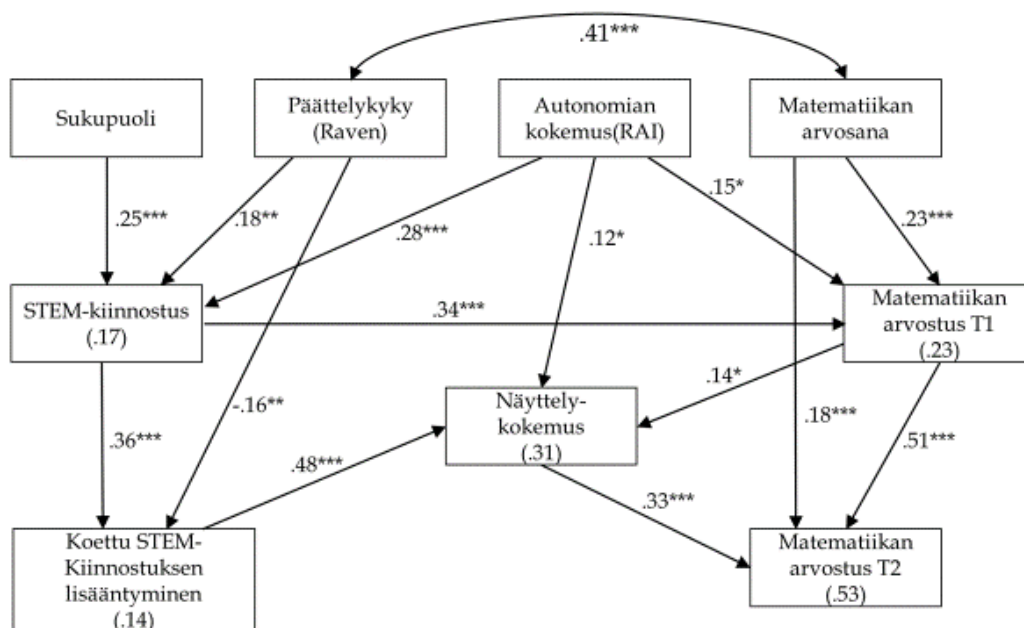 .41***
Sukupuoli
Päättelykyky
(Raven)
Autonomian
kokemus(RAI)
Matematiikan
arvosana
.25***
.18**
.28***
.12*
.15*
.23***
STEM-kiinnostus
(.17)
.34***
Matematiikan
arvostus T1
(.23)
.36***
-.16**
.48***
Näyttely-
kokemus
(.31)
.14*
.18***
.51***
.33***
Koettu STEM-
Kiinnostuksen
lisääntyminen
(.14)
Matematiikan
arvostus T2
(.53)